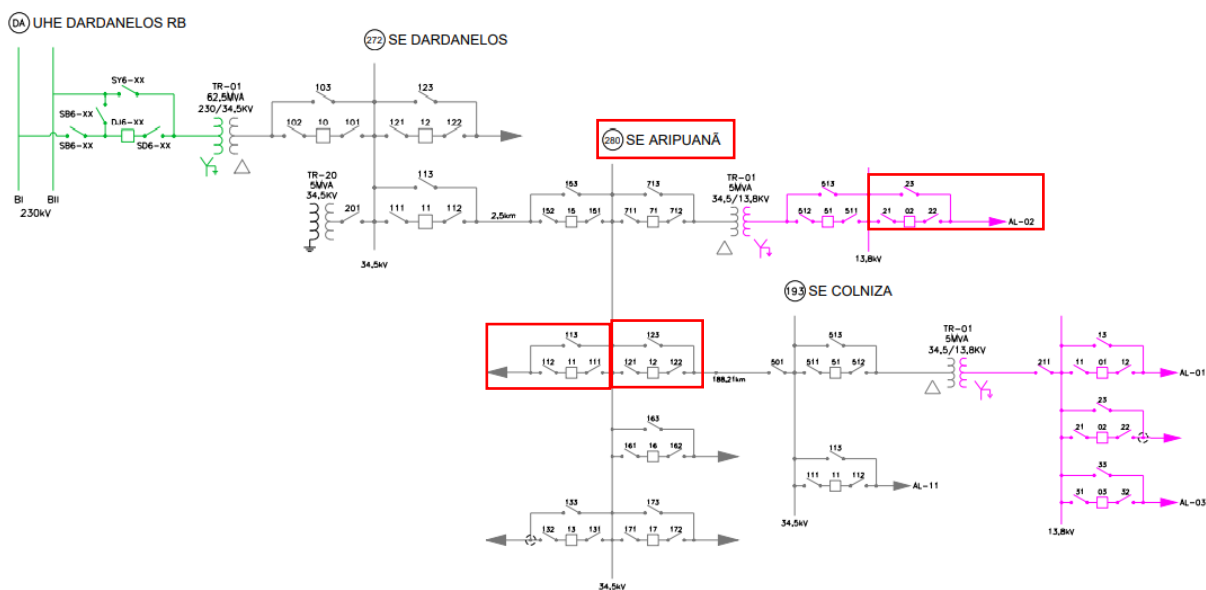 DA UHE DARDANELOS RB
272 SE DARDANELOS
SY6-XX
SB6-XX
DJ6-XX
SB6-XX
SD6-XX
BI
BII
230kV
TR-01
62,5MVA
230/34,5KV
103
102 10 101
123
121 12 122
TR-20
5MVA
34,5KV
201
113
111 11 112
34,5kV
2,5km
280 SE ARIPUANÃ
153
152 15 151
713
711 71 712
TR-01
5MVA
34,5/13,8KV
513
512 51 511
23
21 02 22
AL-02
13,8kV
113
112 11 111
123
121 12 122
188,21km
163
161 16 162
133
132 13 131
173
171 17 172
34,5kV
193 SE COLNIZA
501
513
511 51 512
TR-01
5MVA
34,5/13,8KV
211
113
111 11 112
AL-11
34,5kV
13
11 01 12
AL-01
23
21 02 22
33
31 03 32
AL-03
13,8kV